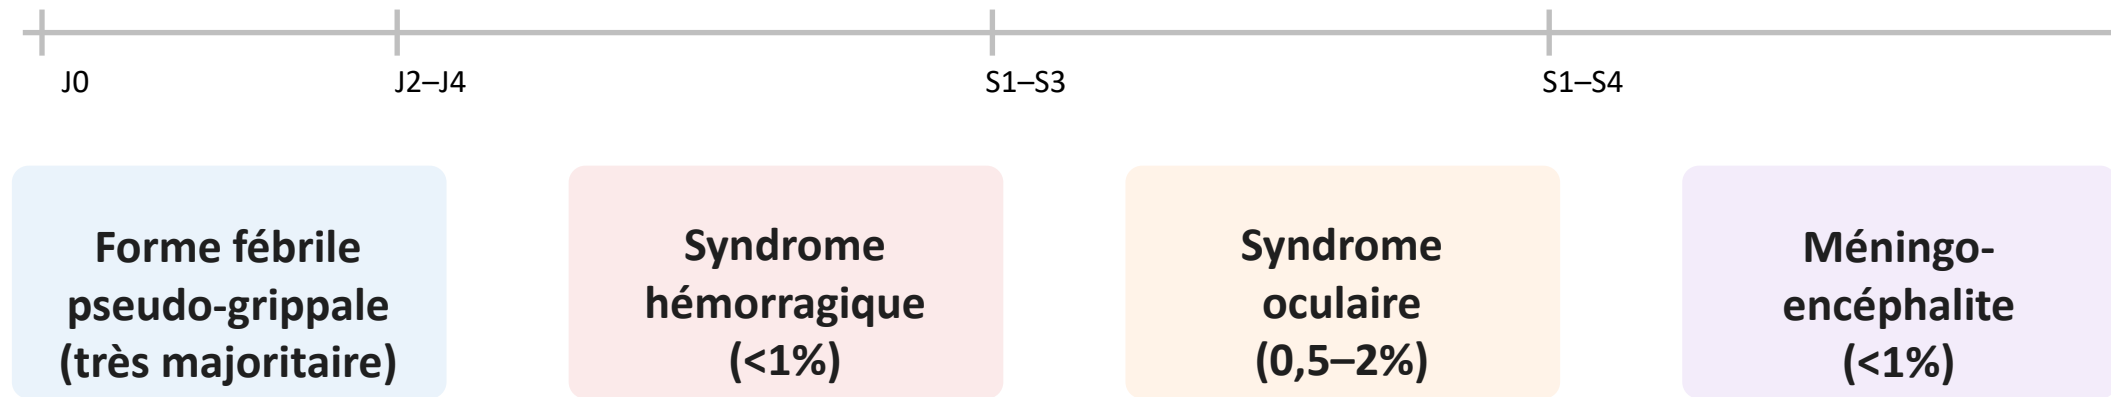 J0
J2–J4
S1–S3
S1–S4
Forme fébrile
pseudo-grippale
(très majoritaire)
Syndrome
hémorragique
(<1%)
Syndrome
oculaire
(0,5–2%)
Méningo-
encéphalite
(<1%)